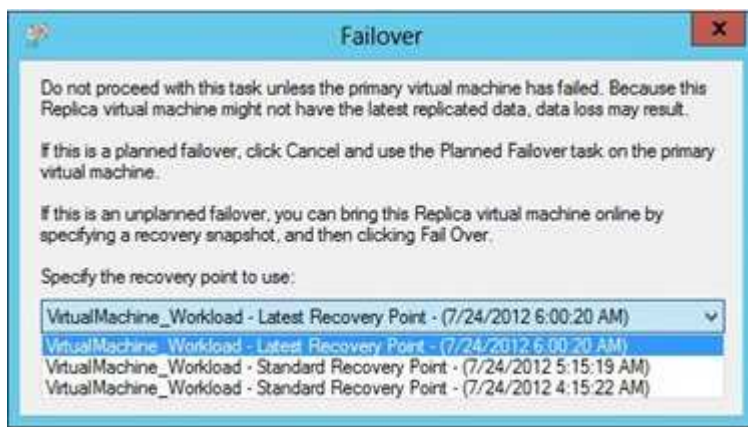 Failover
x
Do not proceed with this task unless the primary virtual machine has failed. Because this
Replica virtual machine might not have the latest replicated data, data loss may result.
If this is a planned failover, click Cancel and use the Planned Failover task on the primary
virtual machine.
If this is an unplanned failover, you can bring this Replica virtual machine online by
specifying a recovery snapshot, and then clicking Fail Over.
Specify the recovery point to use:
VirtualMachine_Workload - Latest Recovery Point - (7/24/2012 6:00:20 AM)
VirtualMachine_Workload - Latest Recovery Point - (7/24/2012 6:00:20 AM)
VirtualMachine_Workload - Standard Recovery Point - (7/24/2012 5:15:19 AM)
VirtualMachine_Workload - Standard Recovery Point - (7/24/2012 4:15:22 AM)